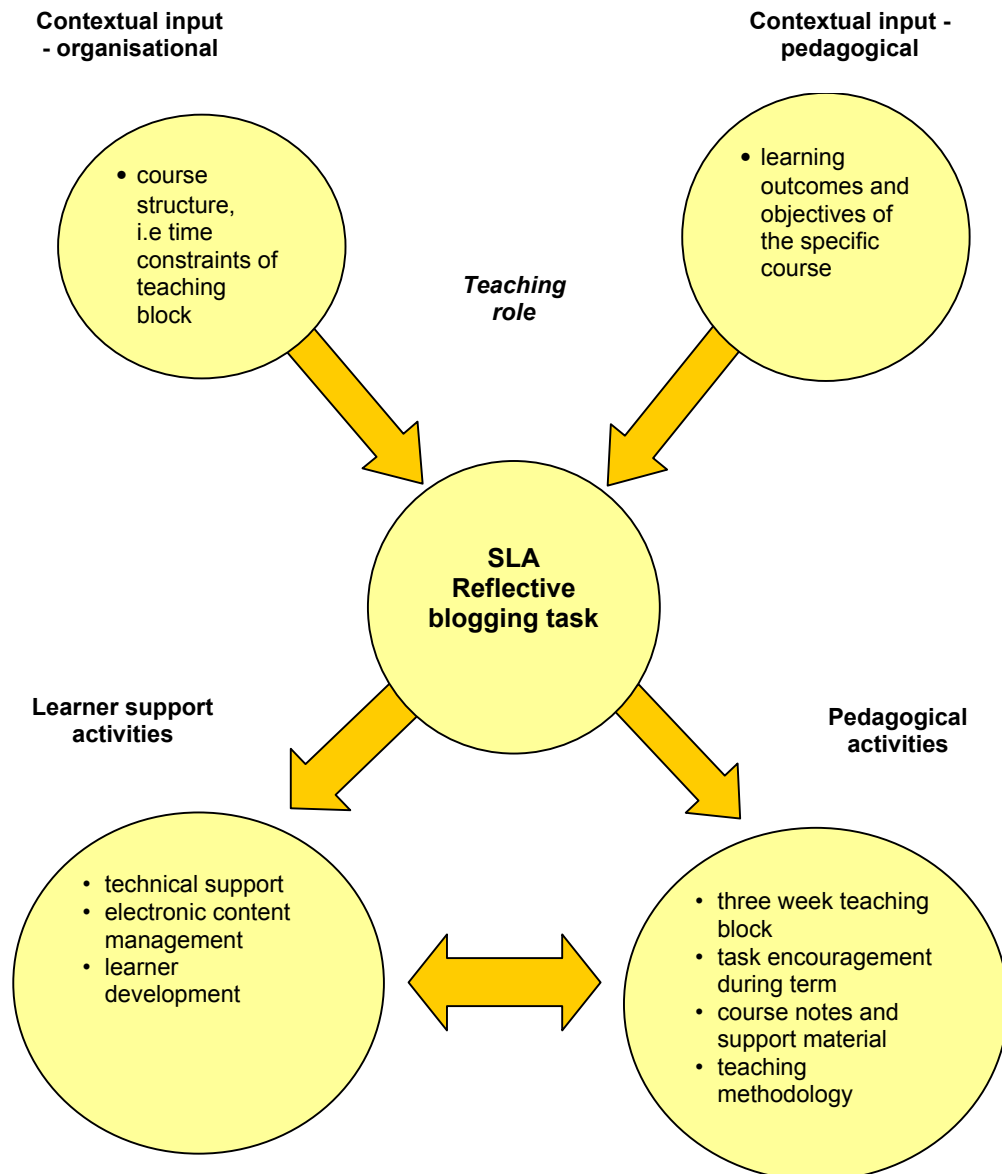 Contextual input
- organisational
Contextual input -
pedagogical
• course
structure,
i.e time
constraints of
teaching
block
• learning
outcomes and
objectives of
the specific
course
Teaching
role
SLA
Reflective
blogging task
Learner support
activities
Pedagogical
activities
• technical support
• electronic content
management
• learner
development
• three week teaching
block
• task encouragement
during term
• course notes and
support material
• teaching
methodology